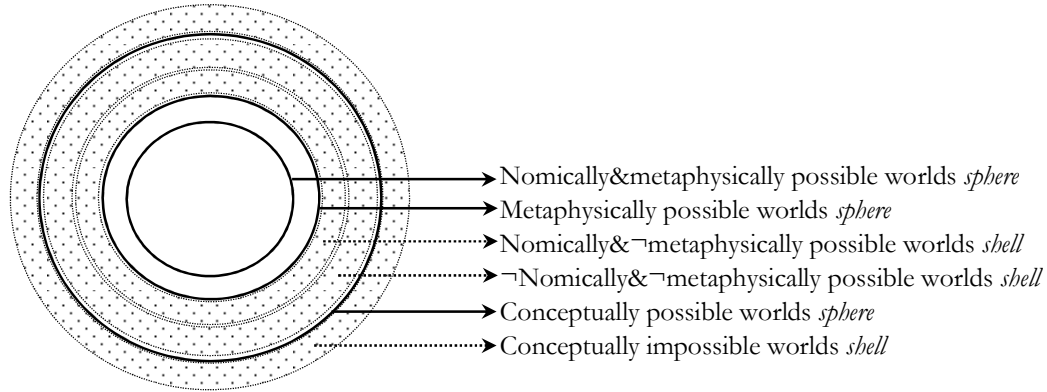 Nomically&metaphysically possible worlds sphere
Metaphysically possible worlds sphere
Nomically&¬metaphysically possible worlds shell
¬Nomically&¬metaphysically possible worlds shell
Conceptually possible worlds sphere
Conceptually impossible worlds shell